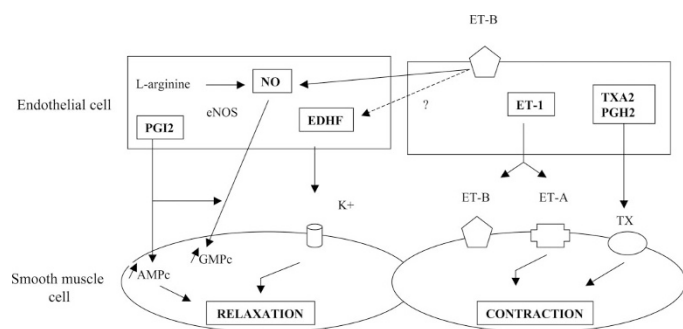 ET-B
L-arginine
NO
eNOS
Endothelial cell
PGI2
EDHF
?
ET-1
TXA2
PGH2
K+
ET-B
ET-A
TX
AMPc
GMPc
Smooth muscle
cell
RELAXATION
CONTRACTION